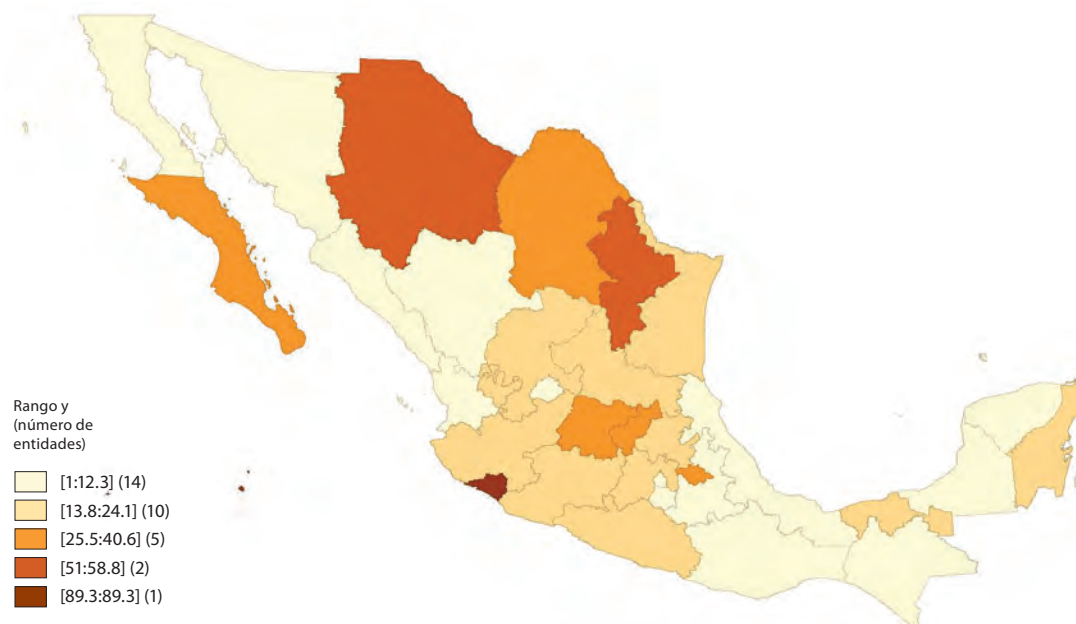 Rango y
(número de
entidades)
[1:12.3] (14)
[13.8:24.1] (10)
[25.5:40.6] (5)
[51:58.8] (2)
[89.3:89.3] (1)